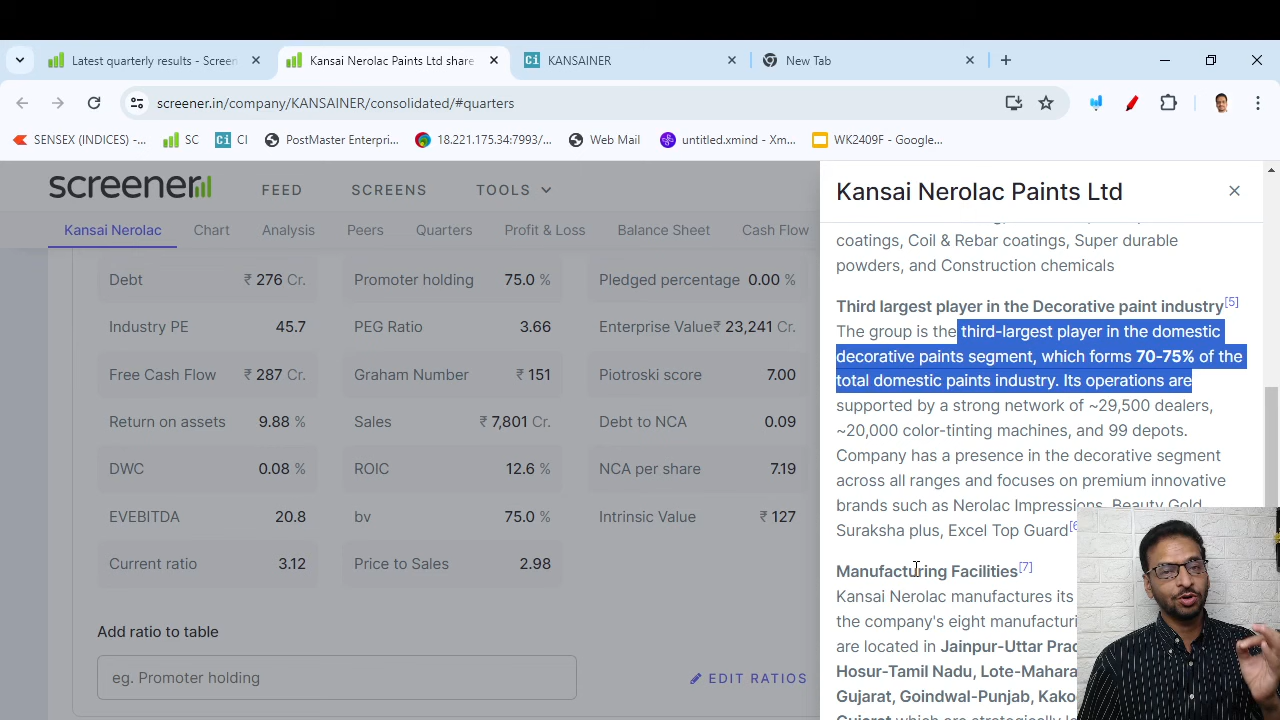 Latest quarterly results - Screen
Kansai Nerolac Paints Ltd share
Ci KANSAINER
New Tab
screener.in/company/KANSAINER/consolidated/#quarters
SENSEX (INDICES) -...
SC
Ci CI
PostMaster Enterpri...
18.221.175.34:7993/...
Web Mail
untitled.xmind - Xm...
WK2409F - Google...
screener
FEED
SCREENS
TOOLS
Kansai Nerolac
Chart
Analysis
Peers
Quarters
Profit & Loss
Balance Sheet
Cash Flow
Debt ₹ 276 Cr.
Promoter holding 75.0 %
Pledged percentage 0.00 %
Industry PE 45.7
PEG Ratio 3.66
Enterprise Value ₹ 23,241 Cr.
Free Cash Flow ₹ 287 Cr.
Graham Number ₹ 151
Piotroski score 7.00
Return on assets 9.88 %
Sales ₹ 7,801 Cr.
Debt to NCA 0.09
DWC 0.08 %
ROIC 12.6 %
NCA per share 7.19
EVEBITDA 20.8
bv 75.0 %
Intrinsic Value ₹ 127
Current ratio 3.12
Price to Sales 2.98
Add ratio to table
eg. Promoter holding
EDIT RATIOS
Kansai Nerolac Paints Ltd
coatings, Coil & Rebar coatings, Super durable
powders, and Construction chemicals
Third largest player in the Decorative paint industry[5]
The group is the third-largest player in the domestic
decorative paints segment, which forms 70-75% of the
total domestic paints industry. Its operations are
supported by a strong network of ~29,500 dealers,
~20,000 color-tinting machines, and 99 depots.
Company has a presence in the decorative segment
across all ranges and focuses on premium innovative
brands such as Nerolac Impressions, Beauty Gold,
Suraksha plus, Excel Top Guard
Manufacturing Facilities[7]
Kansai Nerolac manufactures its
the company's eight
are located in Jainpur-Uttar
Hosur-Tamil Nadu,
Gujarat, Goindwal-Punjab,
Gujarat which are